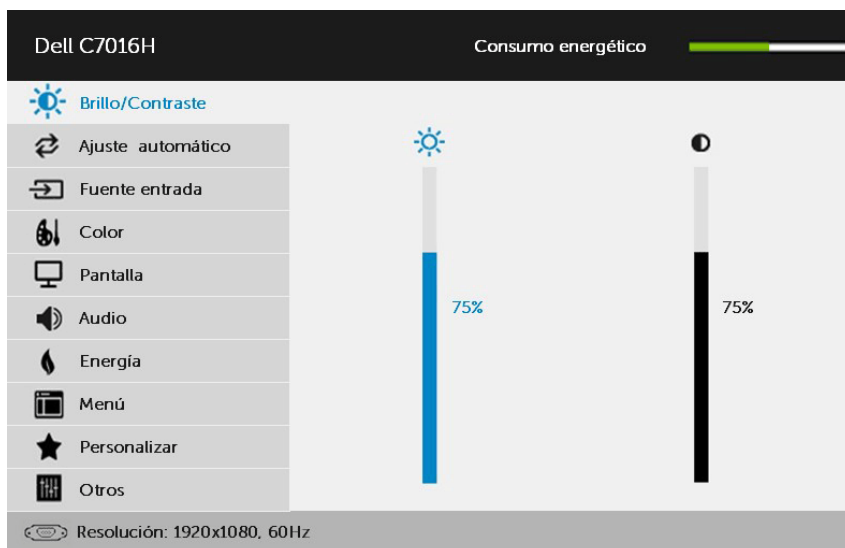 Dell C7016H
Consumo energético
Brillo/Contraste
Ajuste automático
Fuente entrada
Color
Pantalla
75%
75%
Audio
Energía
Menú
Personalizar
Otros
Resolución: 1920x1080, 60Hz